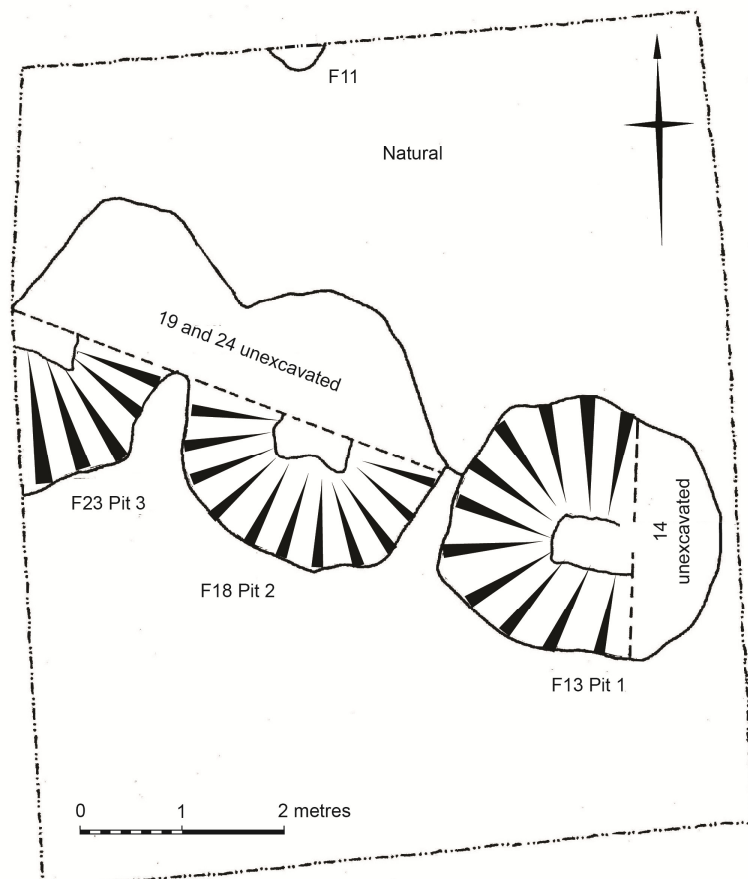 F11
Natural
19 and 24 unexcavated
14
unexcavated
F23 Pit 3
F18 Pit 2
F13 Pit 1
0 1 2 metres